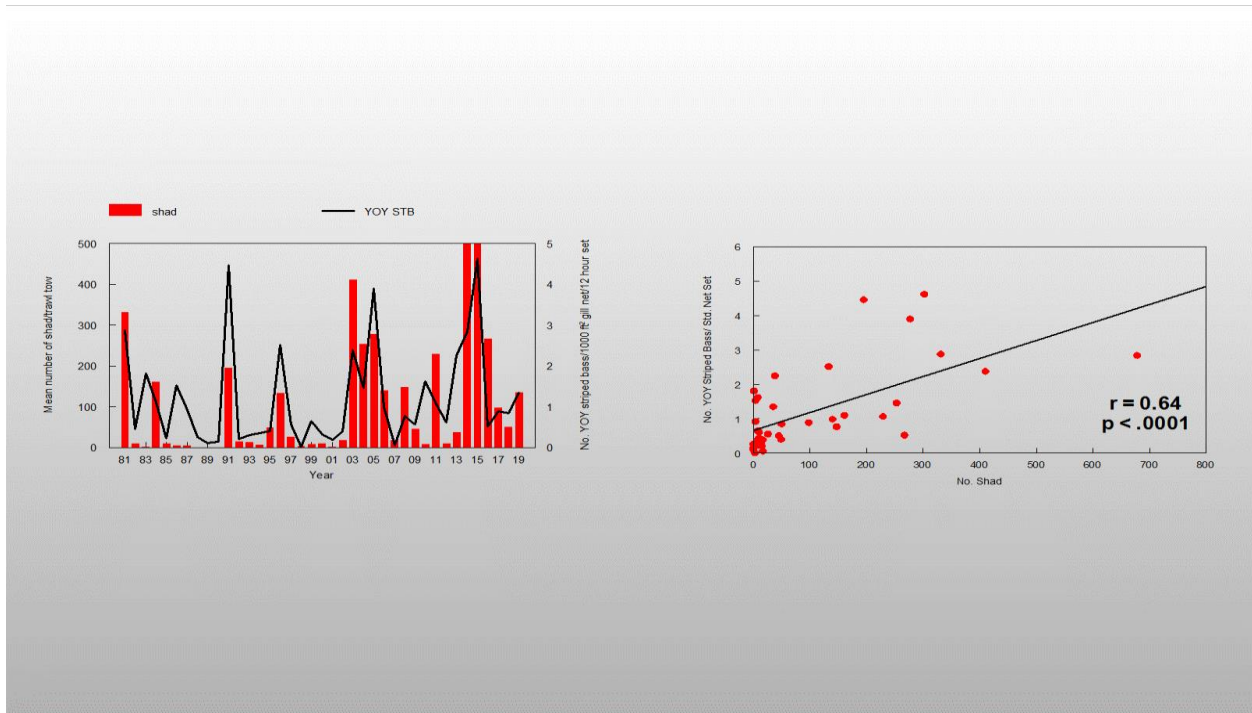 shad
YOY STB
Mean number of shad/trawl tow
500
400
300
200
100
0
5
4
3
2
1
0
No. YOY striped bass/1000 ft² gill net/12 hour set
81 83 85 87 89 91 93 95 97 99 01 03 05 07 09 11 13 15 17 19
Year
No. YOY Striped Bass/ Std. Net Set
6
5
4
3
2
1
0
r = 0.64
p < .0001
0 100 200 300 400 500 600 700 800
No. Shad